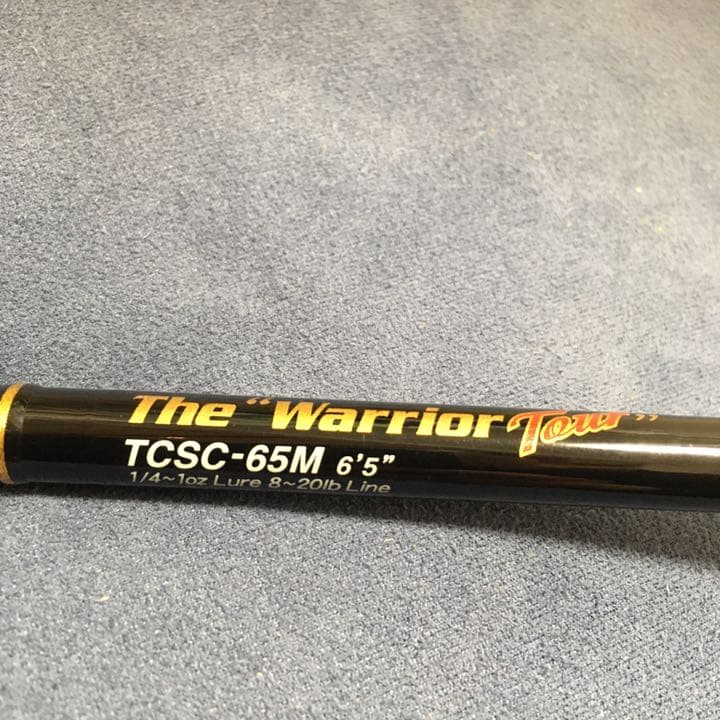 The "Warrior Tour"
TCSC-65M 6'5"
1/4~1oz Lure 8~20lb Line